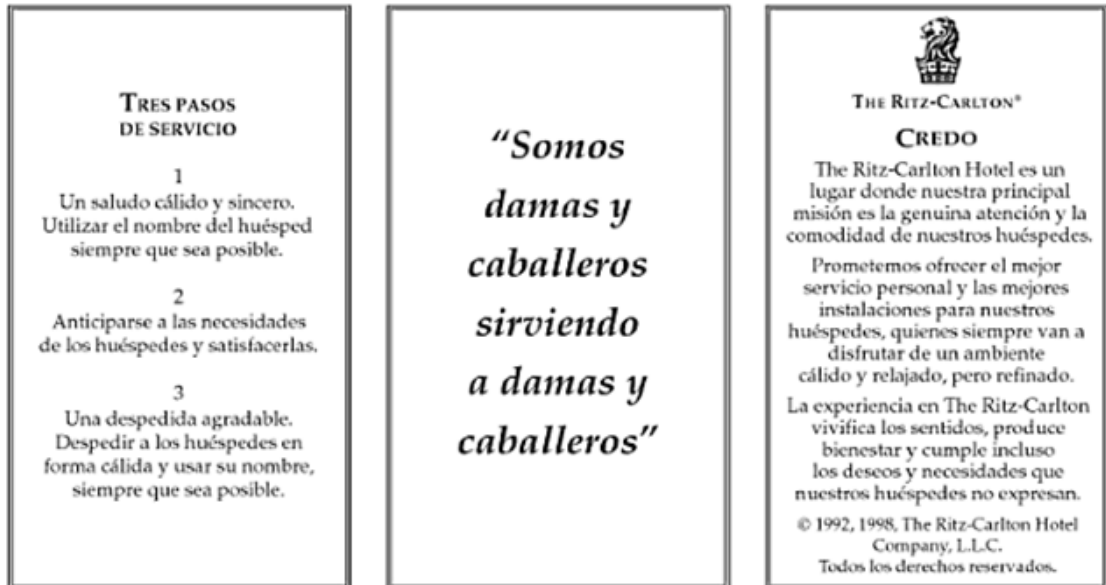 TRES PASOS
DE SERVICIO
1
Un saludo cálido y sincero.
Utilizar el nombre del huésped
siempre que sea posible.
2
Anticiparse a las necesidades
de los huéspedes y satisfacerlas.
3
Una despedida agradable.
Despedir a los huéspedes en
forma cálida y usar su nombre,
siempre que sea posible.
“Somos
damas y
caballeros
sirviendo
a damas y
caballeros”
THE RITZ-CARLTON®
CREDO
The Ritz-Carlton Hotel es un
lugar donde nuestra principal
misión es la genuina atención y la
comodidad de nuestros huéspedes.
Prometemos ofrecer el mejor
servicio personal y las mejores
instalaciones para nuestros
huéspedes, quienes siempre van a
disfrutar de un ambiente
cálido y relajado, pero refinado.
La experiencia en The Ritz-Carlton
vivifica los sentidos, produce
bienestar y cumple incluso
los deseos y necesidades que
nuestros huéspedes no expresan.
© 1992, 1998, The Ritz-Carlton Hotel
Company, L.L.C.
Todos los derechos reservados.